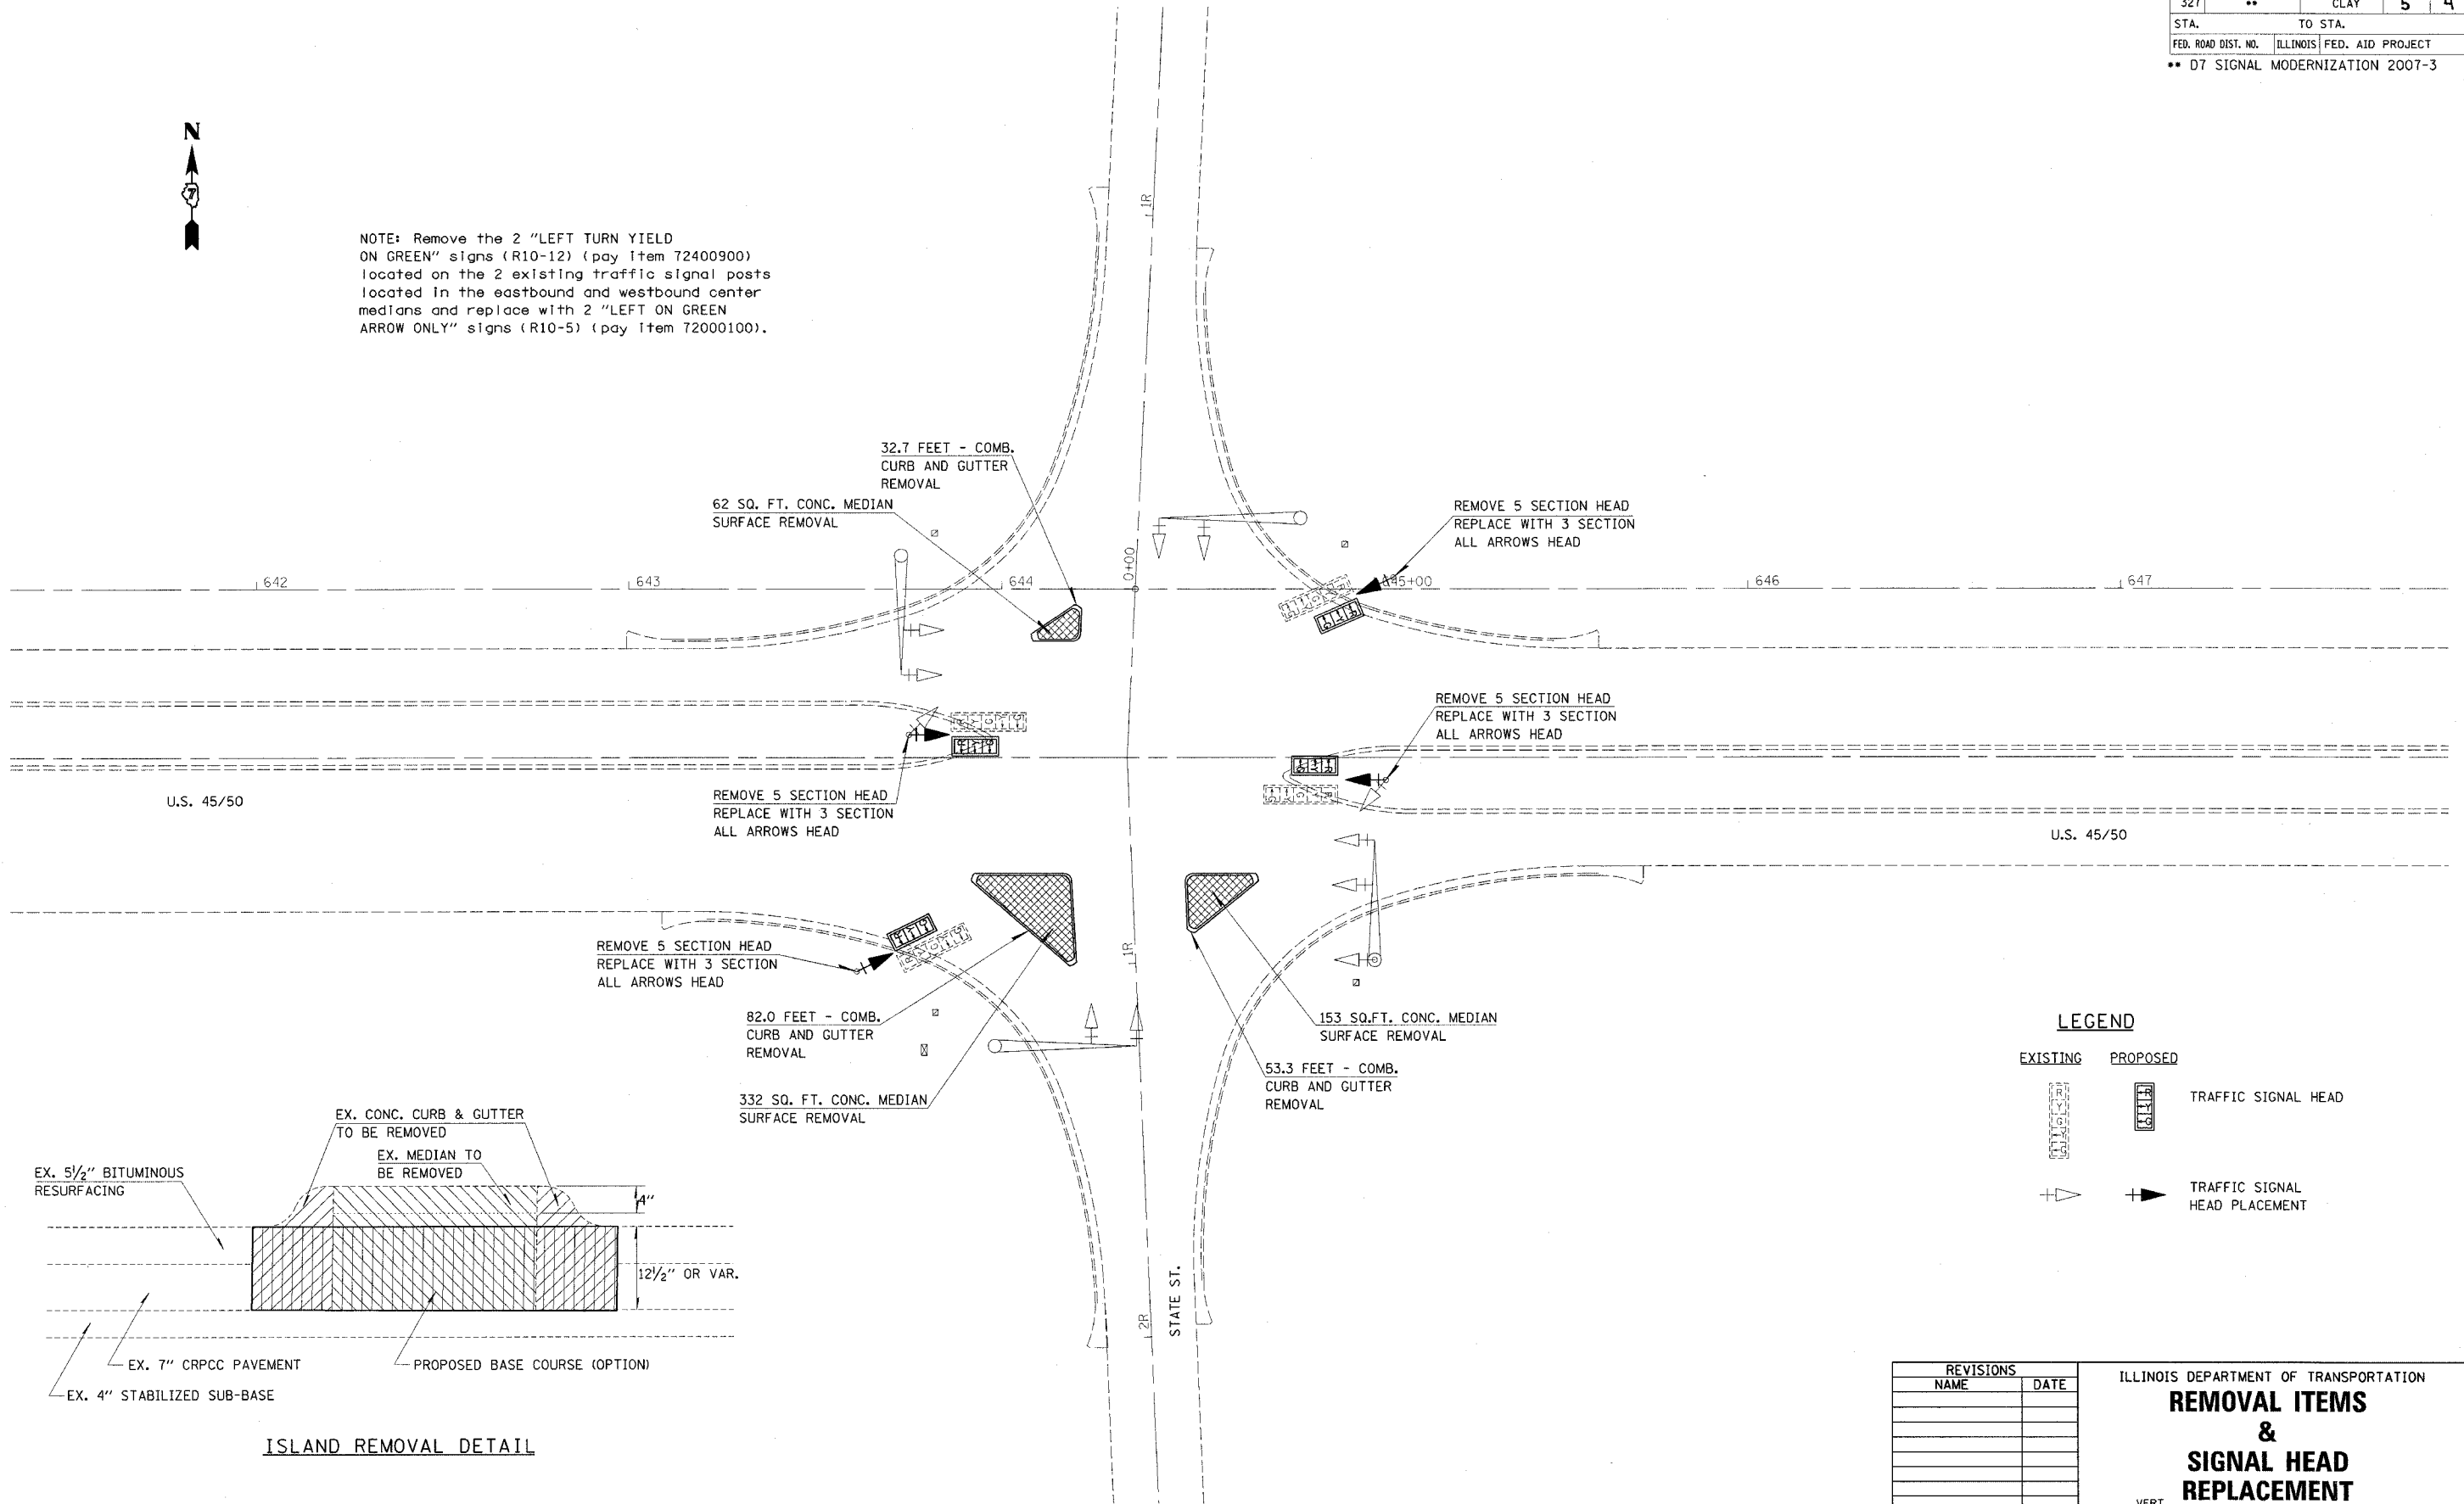 327 ** CLAY 5 4
STA. TO STA.
FED. ROAD DIST. NO. ILLINOIS FED. AID PROJECT
** D7 SIGNAL MODERNIZATION 2007-3
N
7
NOTE: Remove the 2 "LEFT TURN YIELD
ON GREEN" signs (R10-12) (pay item 72400900)
located on the 2 existing traffic signal posts
located in the eastbound and westbound center
medians and replace with 2 "LEFT ON GREEN
ARROW ONLY" signs (R10-5) (pay item 72000100).
1R
32.7 FEET - COMB.
CURB AND GUTTER
REMOVAL
62 SQ. FT. CONC. MEDIAN
SURFACE REMOVAL
REMOVE 5 SECTION HEAD
REPLACE WITH 3 SECTION
ALL ARROWS HEAD
642
643
644
0+00
645+00
646
647
REMOVE 5 SECTION HEAD
REPLACE WITH 3 SECTION
ALL ARROWS HEAD
U.S. 45/50
REMOVE 5 SECTION HEAD
REPLACE WITH 3 SECTION
ALL ARROWS HEAD
U.S. 45/50
REMOVE 5 SECTION HEAD
REPLACE WITH 3 SECTION
ALL ARROWS HEAD
1R
82.0 FEET - COMB.
CURB AND GUTTER
REMOVAL
153 SQ.FT. CONC. MEDIAN
SURFACE REMOVAL
53.3 FEET - COMB.
CURB AND GUTTER
REMOVAL
332 SQ. FT. CONC. MEDIAN
SURFACE REMOVAL
LEGEND
EXISTING PROPOSED
R
Y
G
Y
G
R
Y
G
TRAFFIC SIGNAL HEAD
TRAFFIC SIGNAL
HEAD PLACEMENT
EX. CONC. CURB & GUTTER
TO BE REMOVED
EX. MEDIAN TO
BE REMOVED
EX. 5½" BITUMINOUS
RESURFACING
4"
12½" OR VAR.
EX. 7" CRPCC PAVEMENT
PROPOSED BASE COURSE (OPTION)
EX. 4" STABILIZED SUB-BASE
ISLAND REMOVAL DETAIL
2R
STATE ST.
REVISIONS
NAME DATE
ILLINOIS DEPARTMENT OF TRANSPORTATION
REMOVAL ITEMS
&
SIGNAL HEAD
REPLACEMENT
VERT.